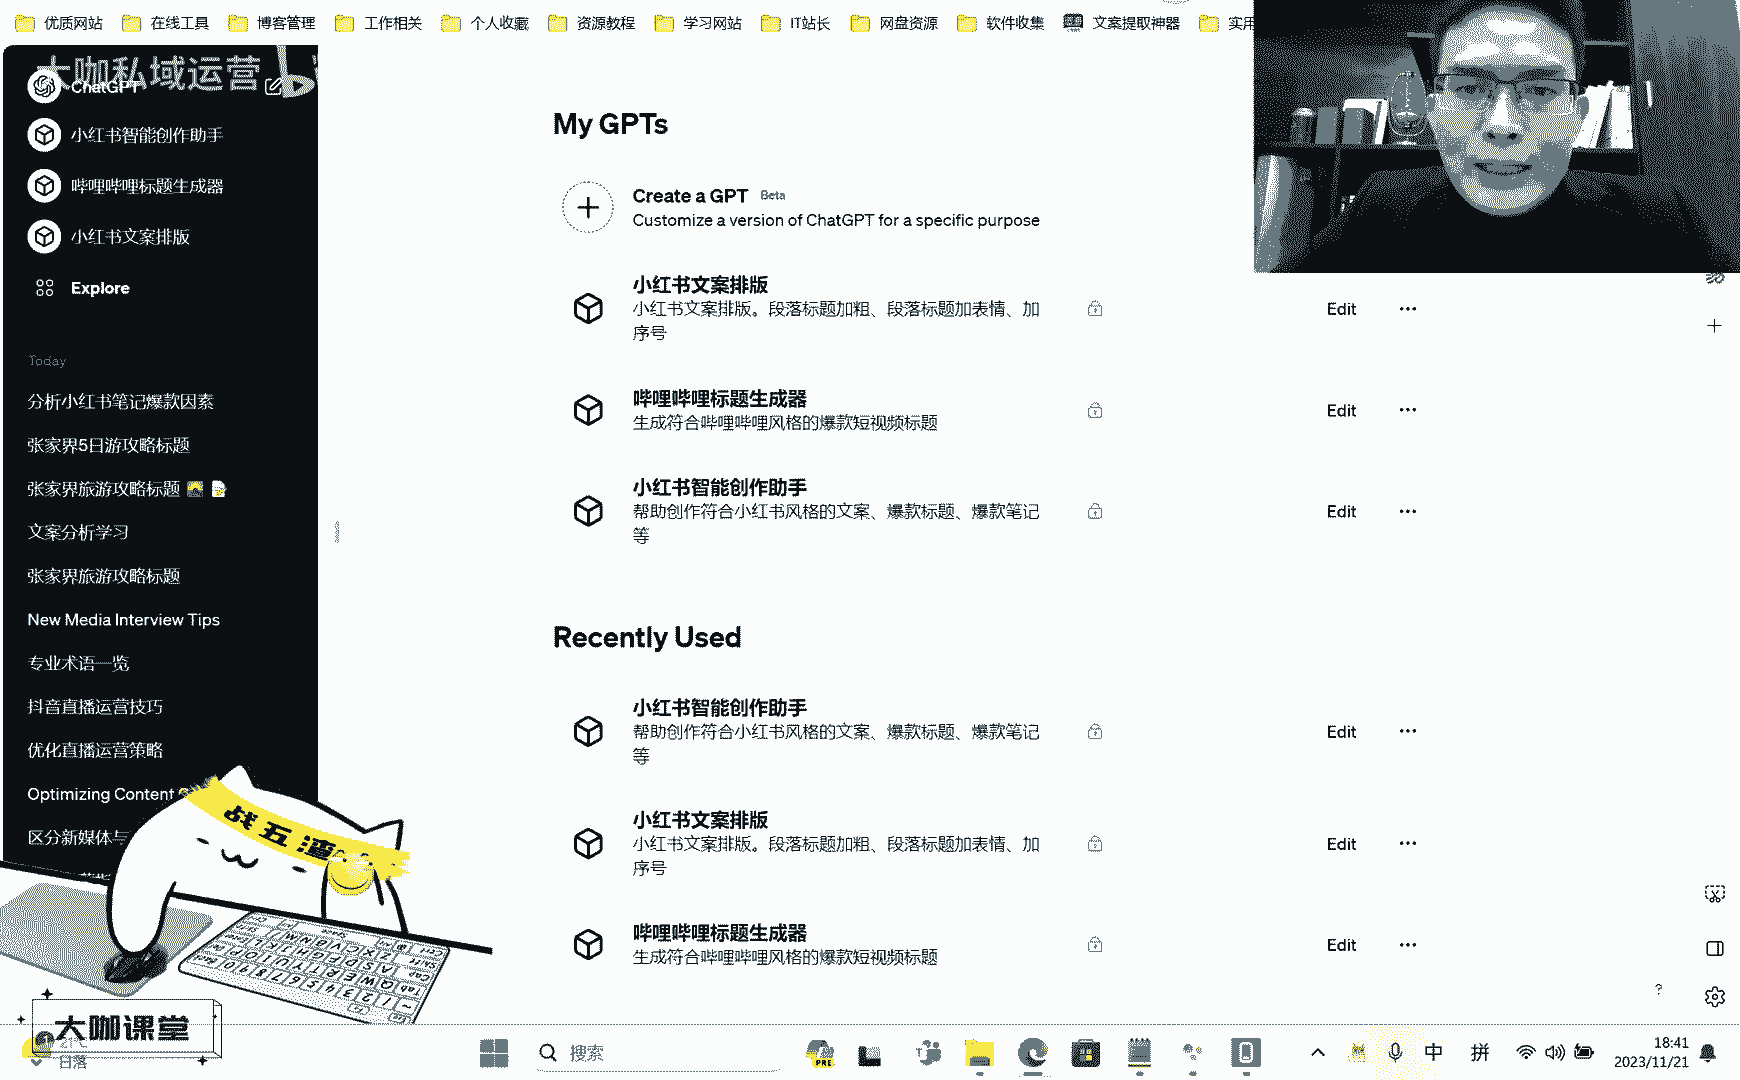 优质网站
在线工具
博客管理
工作相关
个人收藏
资源教程
学习网站
IT站长
网盘资源
软件收集
文案提取神器
实用
大咖私域运营
ChatGPT
小红书智能创作助手
哔哩哔哩标题生成器
小红书文案排版
Explore
Today
分析小红书笔记爆款因素
张家界5日游攻略标题
张家界旅游攻略标题
文案分析学习
张家界旅游攻略标题
New Media Interview Tips
专业术语一览
抖音直播运营技巧
优化直播运营策略
Optimizing Content
区分新媒体与
My GPTs
Create a GPT Beta
Customize a version of ChatGPT for a specific purpose
小红书文案排版
小红书文案排版。段落标题加粗、段落标题加表情、加
序号
Edit
哔哩哔哩标题生成器
生成符合哔哩哔哩风格的爆款短视频标题
Edit
小红书智能创作助手
帮助创作符合小红书风格的文案、爆款标题、爆款笔记
等
Edit
Recently Used
小红书智能创作助手
帮助创作符合小红书风格的文案、爆款标题、爆款笔记
等
Edit
小红书文案排版
小红书文案排版。段落标题加粗、段落标题加表情、加
序号
Edit
哔哩哔哩标题生成器
生成符合哔哩哔哩风格的爆款短视频标题
Edit
战五渣
大咖课堂
21°C
日落
搜索
PRE
中
拼
18:41
2023/11/21